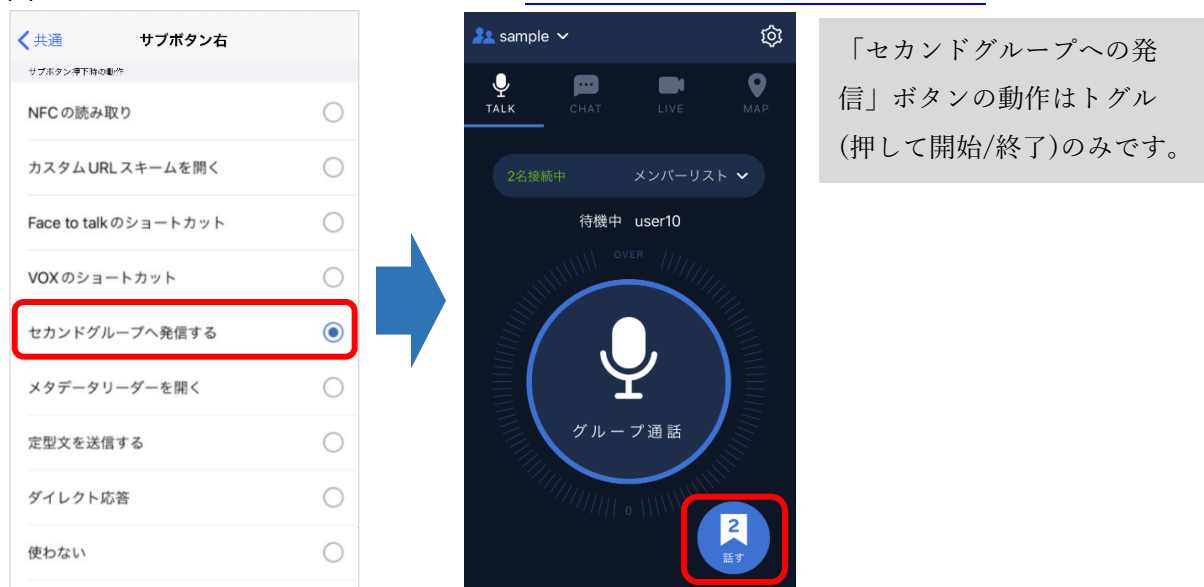 共通
サブボタン右
サブボタン押下時の動作
NFCの読み取り
カスタムURLスキームを開く
Face to talkのショートカット
VOXのショートカット
セカンドグループへ発信する
メタデータリーダーを開く
定型文を送信する
ダイレクト応答
使わない
sample
TALK
CHAT
LIVE
MAP
2名接続中
メンバーリスト
待機中 user10
OVER
グループ通話
0
2
話す
「セカンドグループへの発
信」ボタンの動作はトグル
(押して開始/終了)のみです。